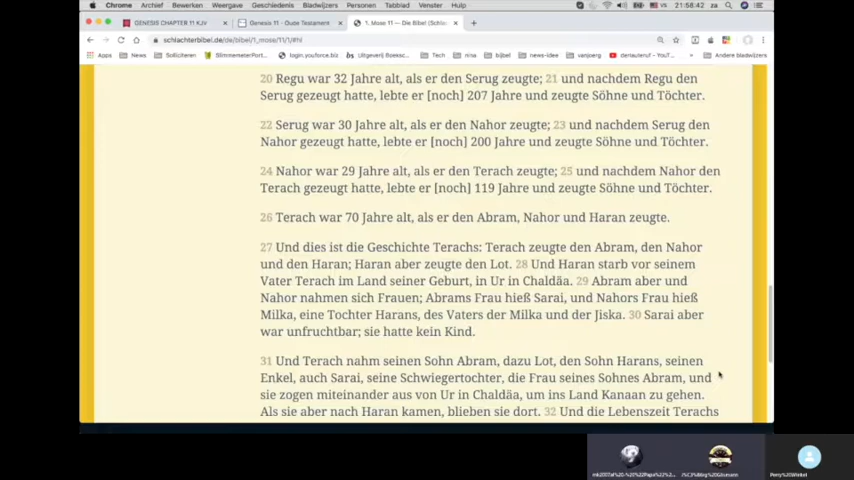 Chrome Archief Bewerken Weergave Geschiedenis Bladwijzers Personen Tabblad Venster Help 21:58:42 za
GENESIS CHAPTER 11 KJV
Genesis 11 - Oude Testament
1. Mose 11 — Die Bibel (Schlac
schlachterbibel.de/de/bibel/1_mose/11/1/#hl
Apps News Solliciteren StemmeterPort... login.youforce.biz Uitgeverij Boeksc... Tech nina bijbel news-idee vanjoerg Andere bladwijzers
20 Regu war 32 Jahre alt, als er den Serug zeugte; 21 und nachdem Regu den
Serug gezeugt hatte, lebte er [noch] 207 Jahre und zeugte Söhne und Töchter.
22 Serug war 30 Jahre alt, als er den Nahor zeugte; 23 und nachdem Serug den
Nahor gezeugt hatte, lebte er [noch] 200 Jahre und zeugte Söhne und Töchter.
24 Nahor war 29 Jahre alt, als er den Terach zeugte; 25 und nachdem Nahor den
Terach gezeugt hatte, lebte er [noch] 119 Jahre und zeugte Söhne und Töchter.
26 Terach war 70 Jahre alt, als er den Abram, Nahor und Haran zeugte.
27 Und dies ist die Geschichte Terachs: Terach zeugte den Abram, den Nahor
und den Haran; Haran aber zeugte den Lot. 28 Und Haran starb vor seinem
Vater Terach im Land seiner Geburt, in Ur in Chaldäa. 29 Abram aber und
Nahor nahmen sich Frauen; Abrams Frau hieß Sarai, und Nahors Frau hieß
Milka, eine Tochter Harans, des Vaters der Milka und der Jiska. 30 Sarai aber
war unfruchtbar; sie hatte kein Kind.
31 Und Terach nahm seinen Sohn Abram, dazu Lot, den Sohn Harans, seinen
Enkel, auch Sarai, seine Schwiegertochter, die Frau seines Sohnes Abram, und
sie zogen miteinander aus von Ur in Chaldäa, um ins Land Kanaan zu gehen.
Als sie aber nach Haran kamen, blieben sie dort. 32 Und die Lebenszeit Terachs